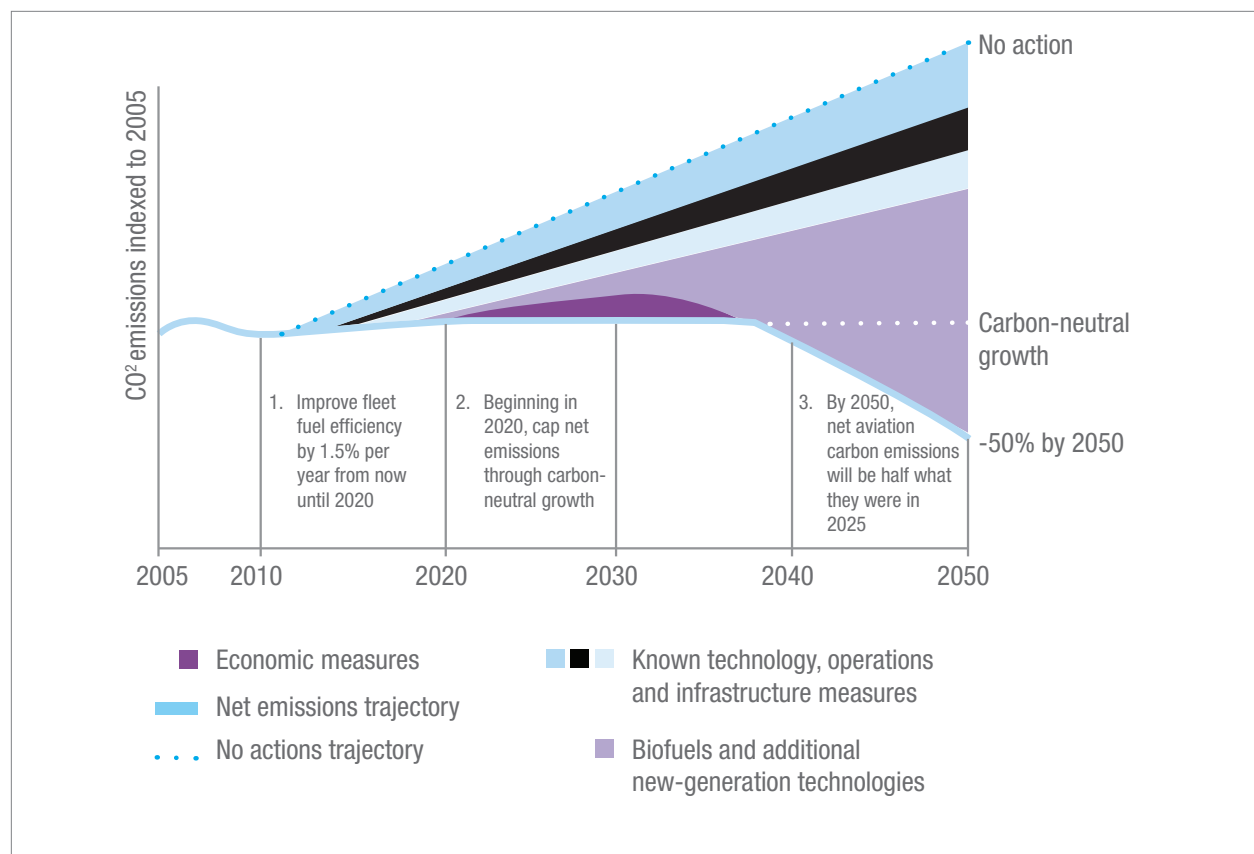 No action
CO² emissions indexed to 2005
Carbon-neutral
growth
-50% by 2050
1. Improve fleet
fuel efficiency
by 1.5% per
year from now
until 2020
2. Beginning in
2020, cap net
emissions
through carbon-
neutral growth
3. By 2050,
net aviation
carbon emissions
will be half what
they were in
2025
2005 2010 2020 2030 2040 2050
Economic measures
Net emissions trajectory
No actions trajectory
Known technology, operations
and infrastructure measures
Biofuels and additional
new-generation technologies